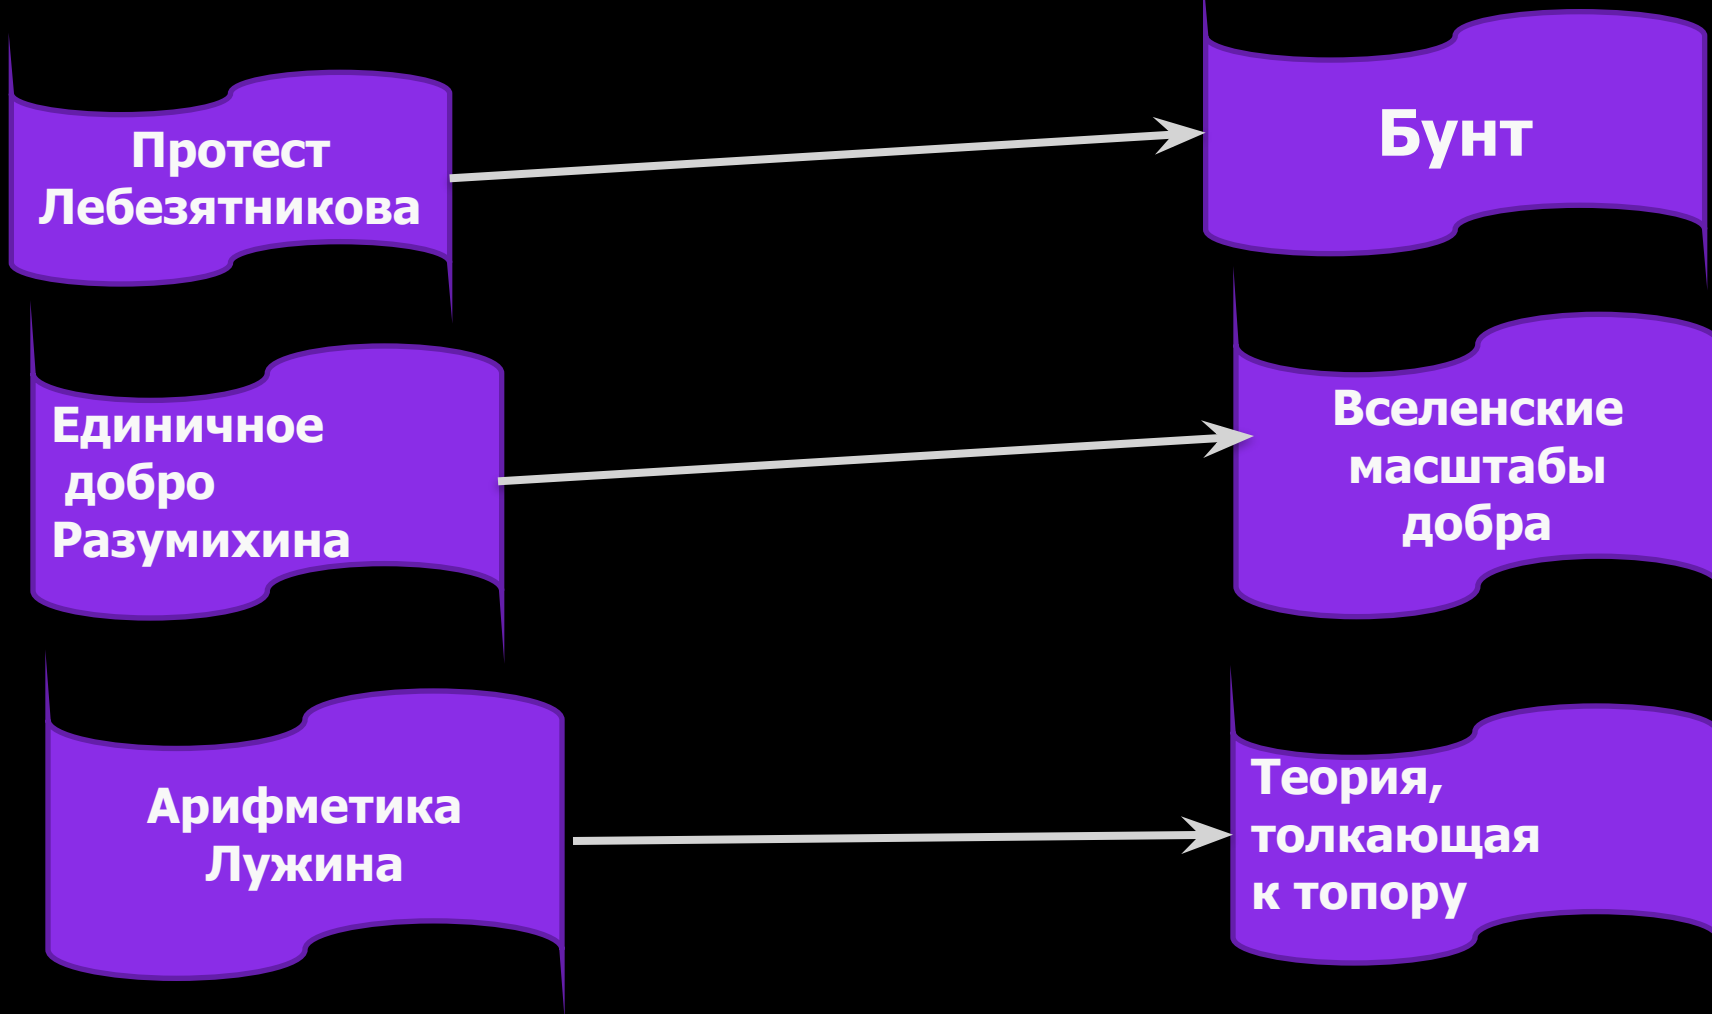 Протест
Лебезятникова
Бунт
Единичное
добро
Разумихина
Вселенские
масштабы
добра
Арифметика
Лужина
Теория,
толкающая
к топору